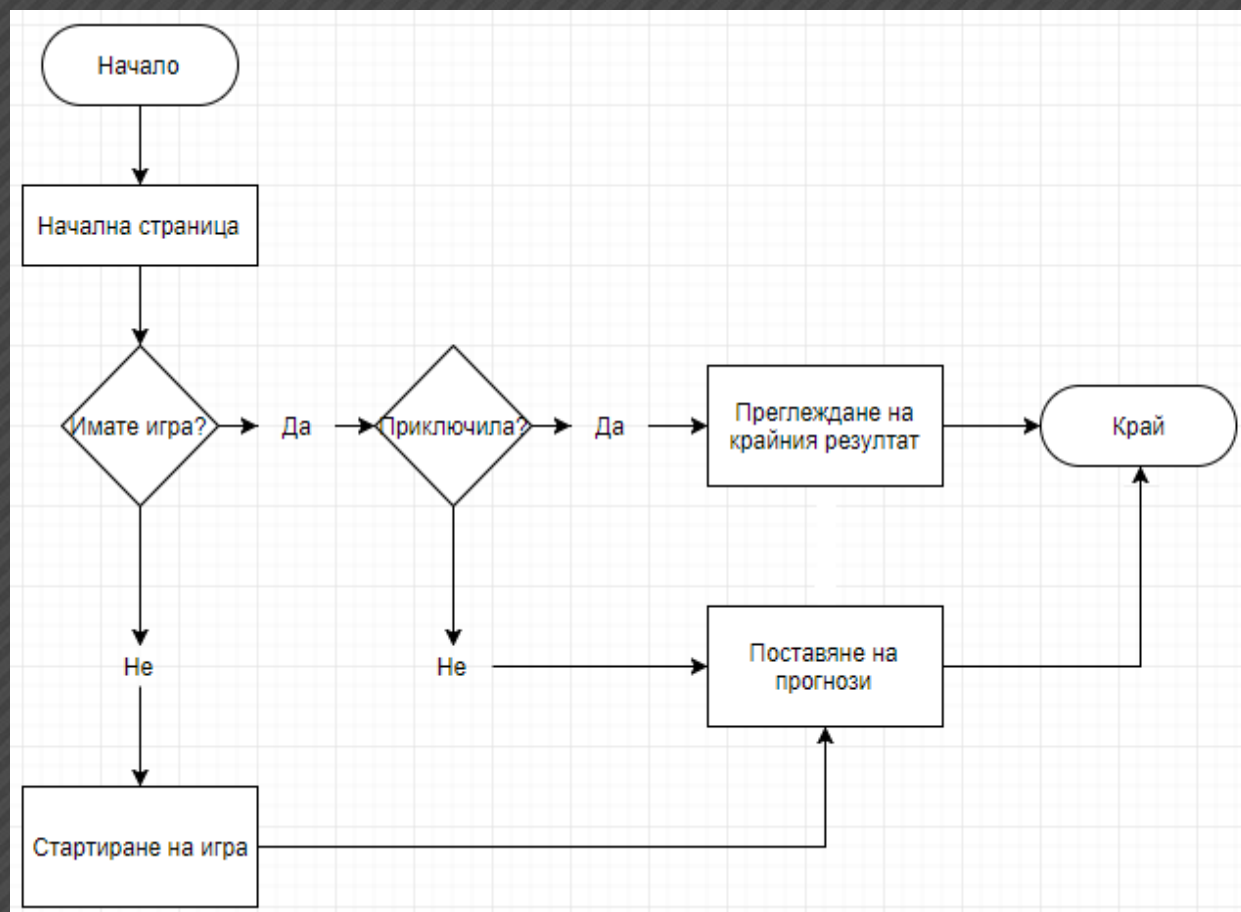 Начало
Начална страница
Имате игра?
Да
Приключила?
Да
Преглеждане на
крайния резултат
Край
Не
Не
Поставяне на
прогнози
Стартиране на игра